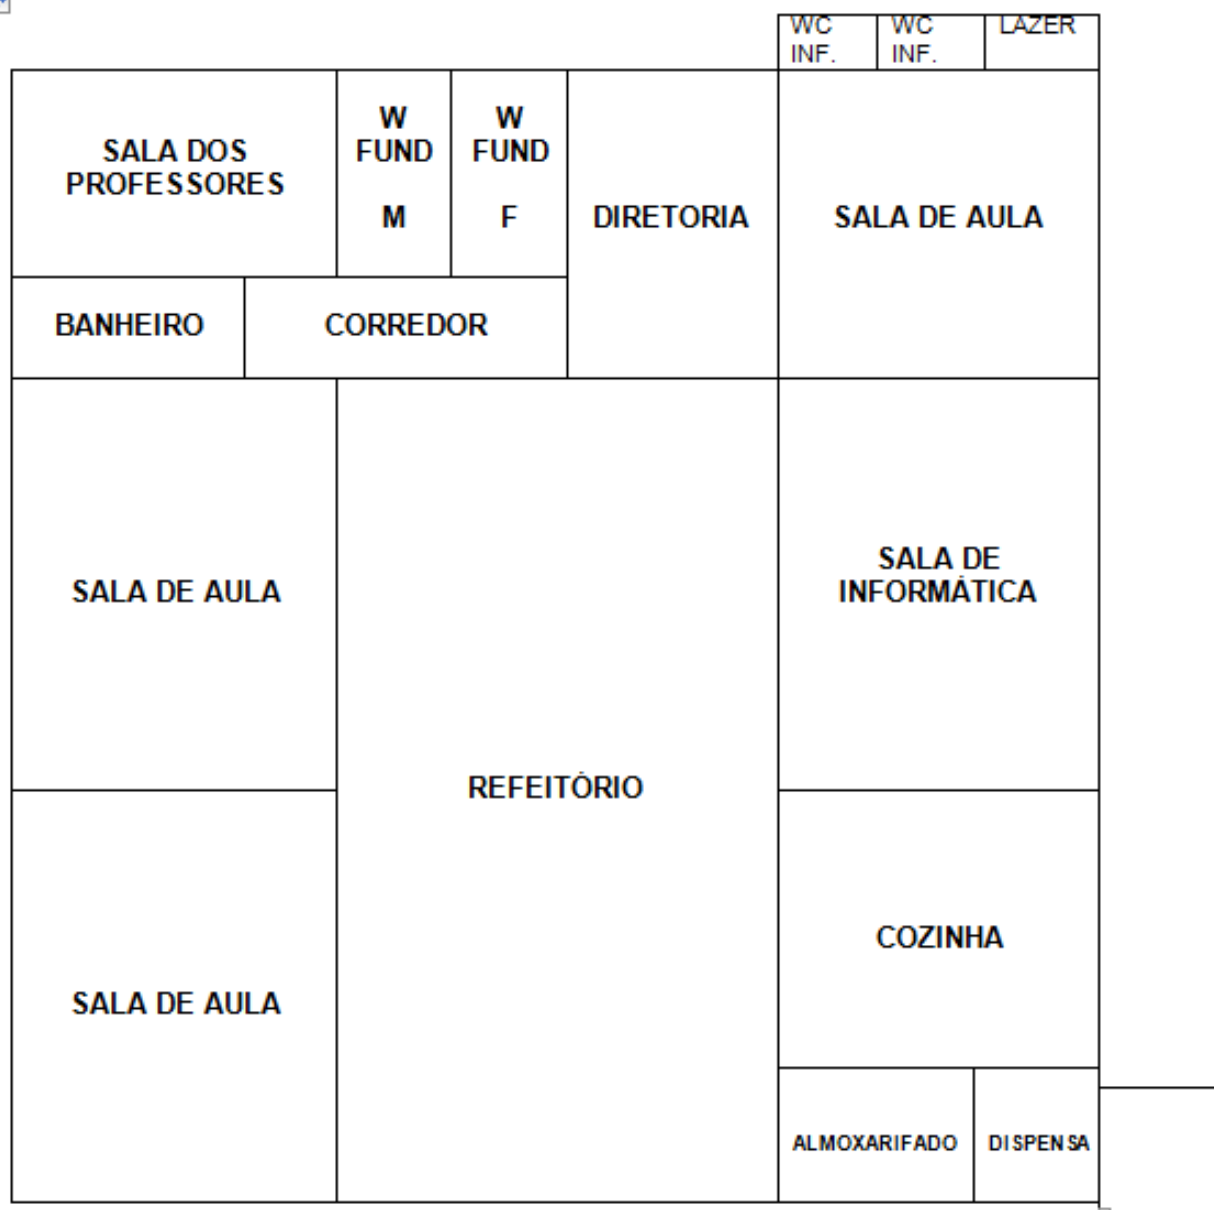 WC
INF.
WC
INF.
LAZER
SALA DOS
PROFESSORES
W
FUND
M
W
FUND
F
DIRETORIA
SALA DE AULA
BANHEIRO
CORREDOR
SALA DE AULA
REFEITÓRIO
SALA DE
INFORMÁTICA
SALA DE AULA
COZINHA
ALMOXARIFADO
DISPENSA